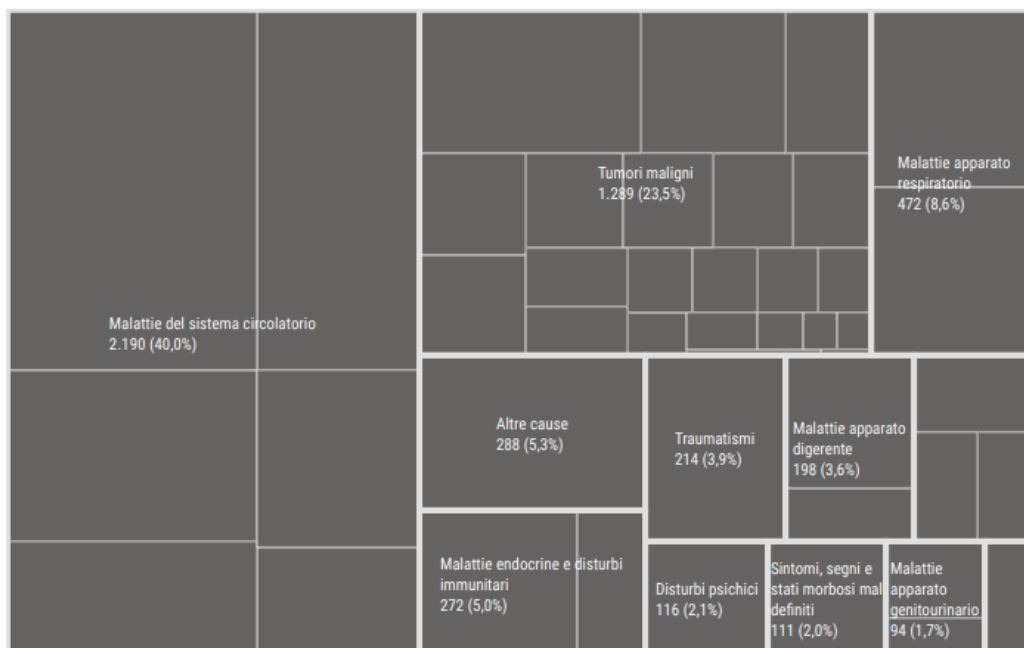 Malattie del sistema circolatorio
2.190 (40,0%)
Tumori maligni
1.289 (23,5%)
Malattie apparato
respiratorio
472 (8,6%)
Altre cause
288 (5,3%)
Traumatismi
214 (3,9%)
Malattie apparato
digerente
198 (3,6%)
Malattie endocrine e disturbi
immunitari
272 (5,0%)
Disturbi psichici
116 (2,1%)
Sintomi, segni e
stati morbosi mal
definiti
111 (2,0%)
Malattie
apparato
genitourinario
94 (1,7%)